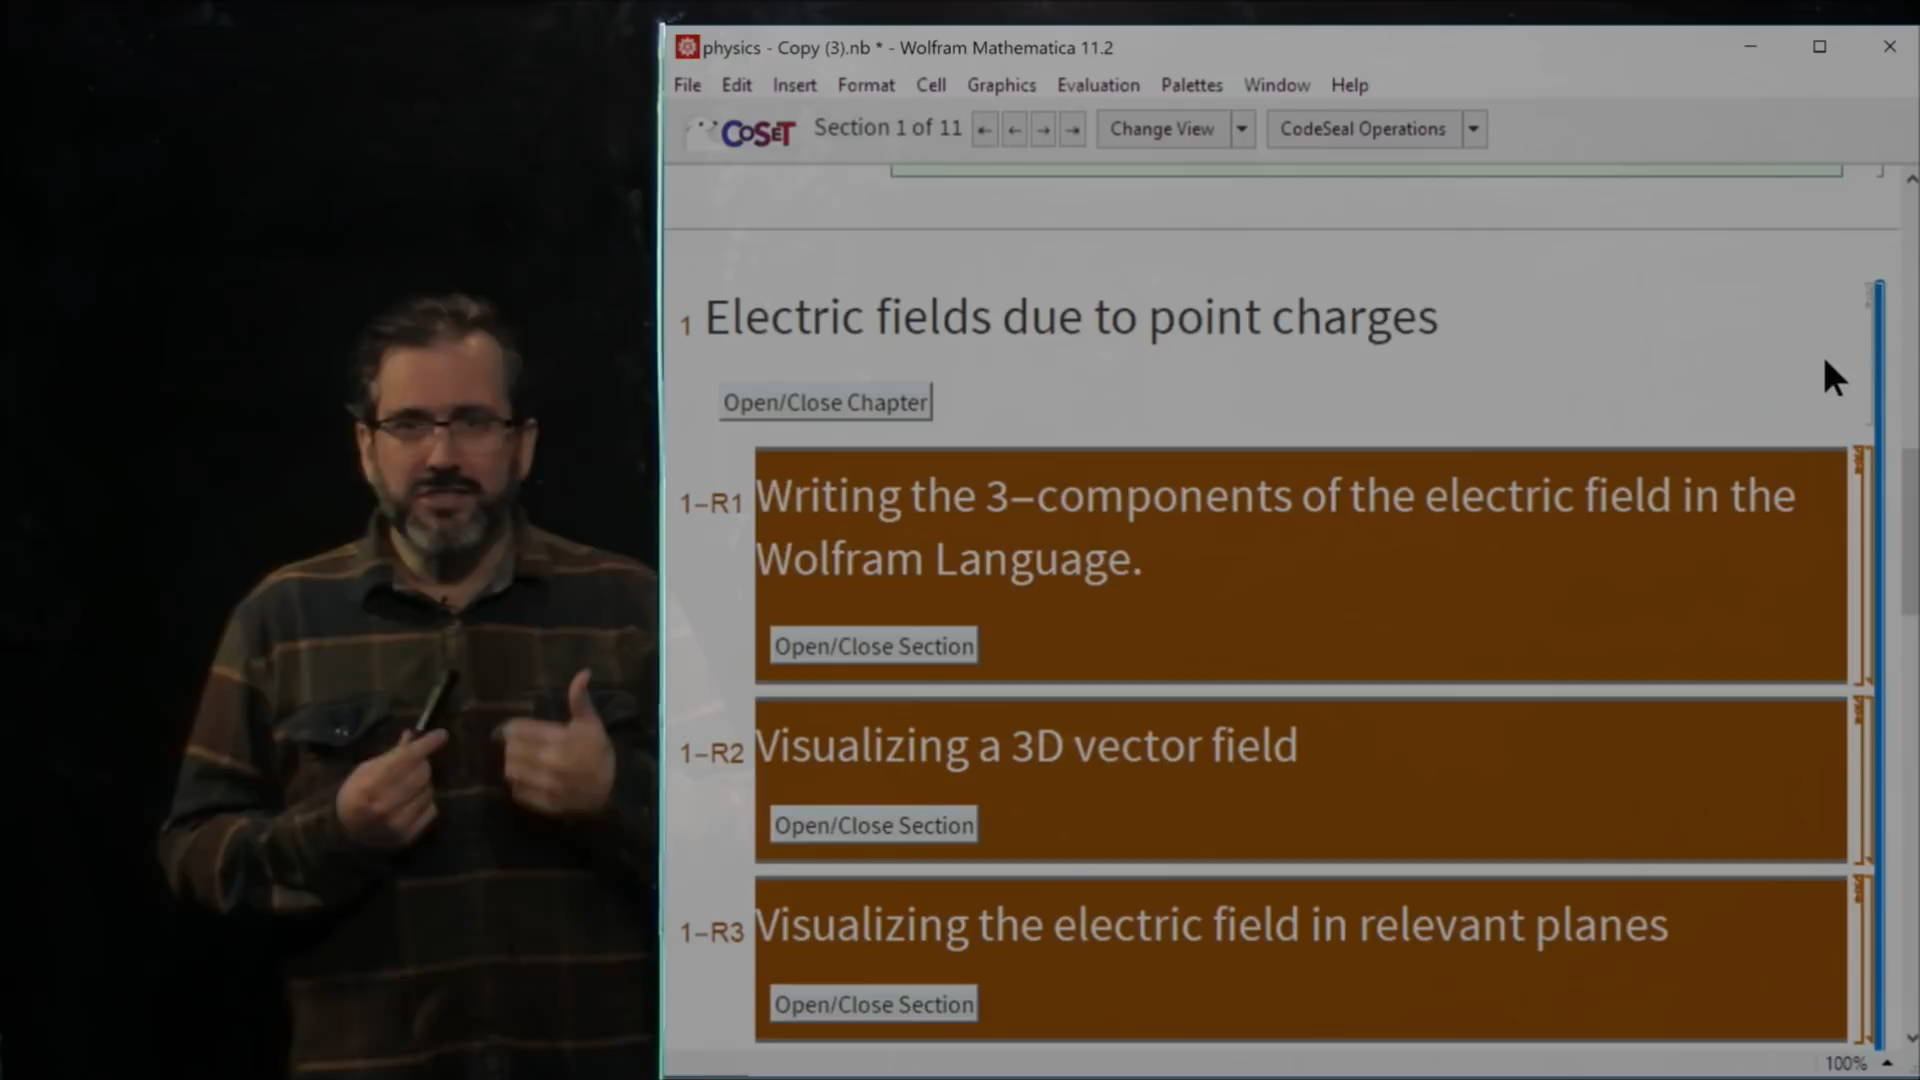 physics - Copy (3).nb * - Wolfram Mathematica 11.2
File Edit Insert Format Cell Graphics Evaluation Palettes Window Help
COSET Section 1 of 11 Change View CodeSeal Operations
1 Electric fields due to point charges
Open/Close Chapter
1-R1 Writing the 3-components of the electric field in the
Wolfram Language.
Open/Close Section
1-R2 Visualizing a 3D vector field
Open/Close Section
1-R3 Visualizing the electric field in relevant planes
Open/Close Section
100%